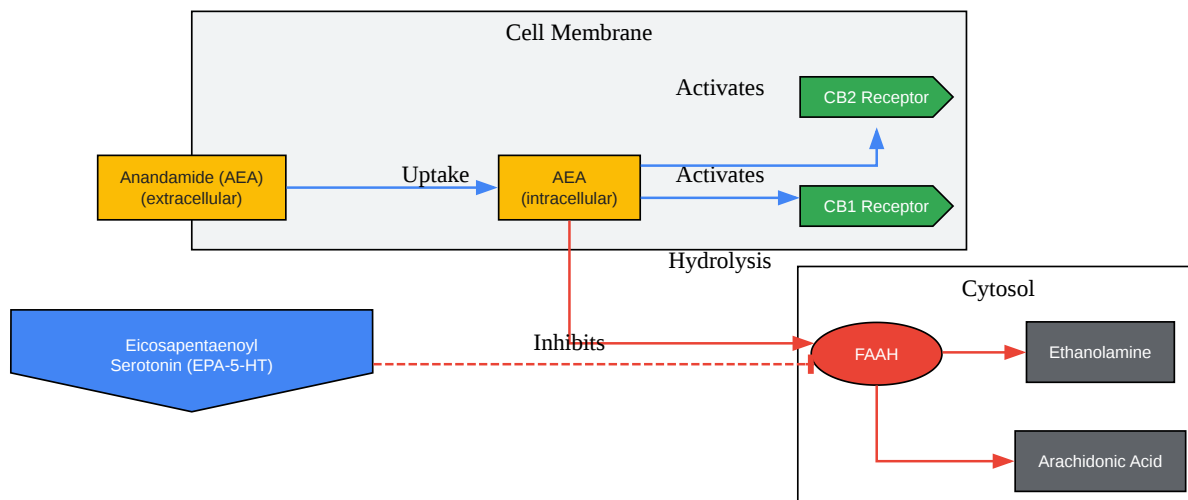 Cell Membrane
Activates
CB2 Receptor
Anandamide (AEA)
(extracellular)
Uptake
AEA
(intracellular)
Activates
CB1 Receptor
Hydrolysis
Cytosol
Eicosapentaenoyl
Serotonin (EPA-5-HT)
Inhibits
FAAH
Ethanolamine
Arachidonic Acid